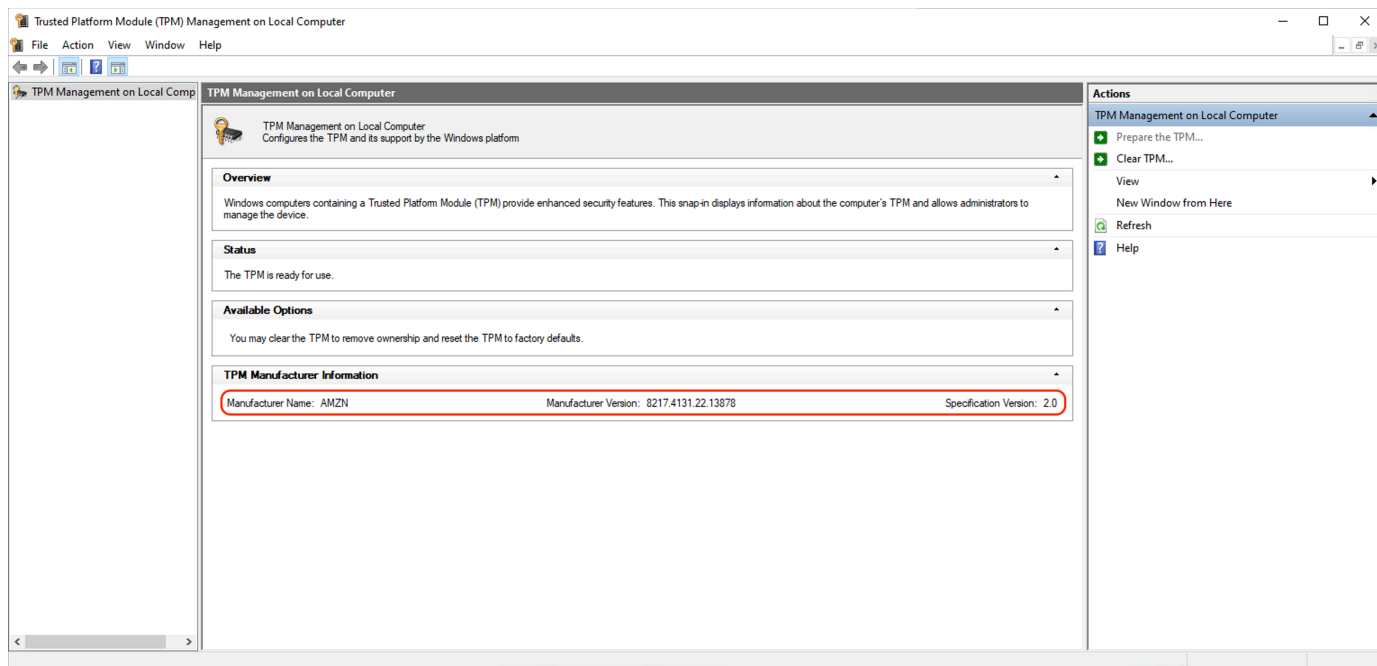 Trusted Platform Module (TPM) Management on Local Computer
File Action View Window Help
TPM Management on Local Comp
TPM Management on Local Computer
TPM Management on Local Computer
Configures the TPM and its support by the Windows platform
Overview
Windows computers containing a Trusted Platform Module (TPM) provide enhanced security features. This snap-in displays information about the computer's TPM and allows administrators to
manage the device.
Status
The TPM is ready for use.
Available Options
You may clear the TPM to remove ownership and reset the TPM to factory defaults.
TPM Manufacturer Information
Manufacturer Name: AMZN Manufacturer Version: 8217.4131.22.13878 Specification Version: 2.0
Actions
TPM Management on Local Computer
Prepare the TPM...
Clear TPM...
View
New Window from Here
Refresh
Help